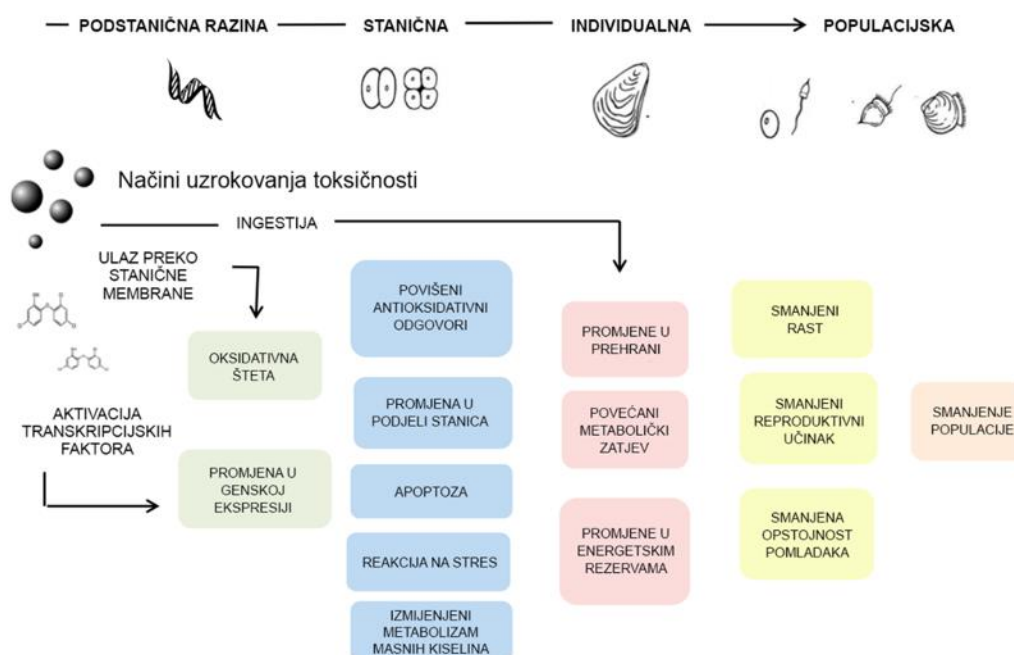 PODSTANIČNA RAZINA
STANIČNA
INDIVIDUALNA
POPULACIJSKA
Načini uzrokovanja toksičnosti
INGESTIJA
ULAZ PREKO
STANIČNE
MEMBRANE
AKTIVACIJA
TRANSKRIPCIJSKIH
FAKTORA
OKSIDATIVNA
ŠTETA
PROMJENA U
GENSKOJ
EKSPRESIJI
POVIŠENI
ANTIOKSIDATIVNI
ODGOVORI
PROMJENA U
PODJELI STANICA
APOPTOZA
REAKCIJA NA STRES
IZMIJENJENI
METABOLIZAM
MASNIH KISELINA
PROMJENE U
PREHRANI
POVEĆANI
METABOLIČKI
ZATJEV
PROMJENE U
ENERGETSKIM
REZERVAMA
SMANJENI
RAST
SMANJENI
REPRODUKTIVNI
UČINAK
SMANJENA
OPSTOJNOST
POMLADAKA
SMANJENJE
POPULACIJE